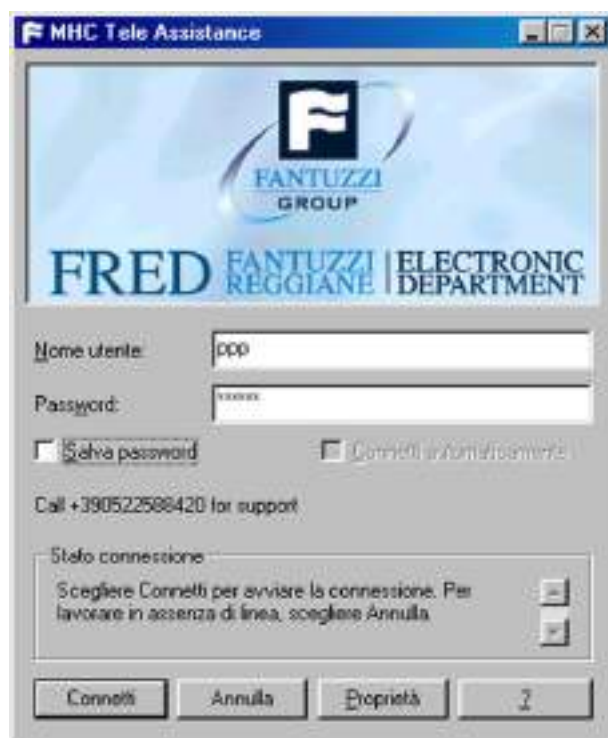 MHC Tele Assistance
FANTUZZI
GROUP
FRED FANTUZZI REGGIANE ELECTRONIC DEPARTMENT
Nome utente: ppp
Password: ******
Salva password Connetti automaticamente
Call +390522588420 for support
Stato connessione
Scegliere Connetti per avviare la connessione. Per
lavorare in assenza di linea, scegliere Annulla.
Connetti Annulla Proprietà ?